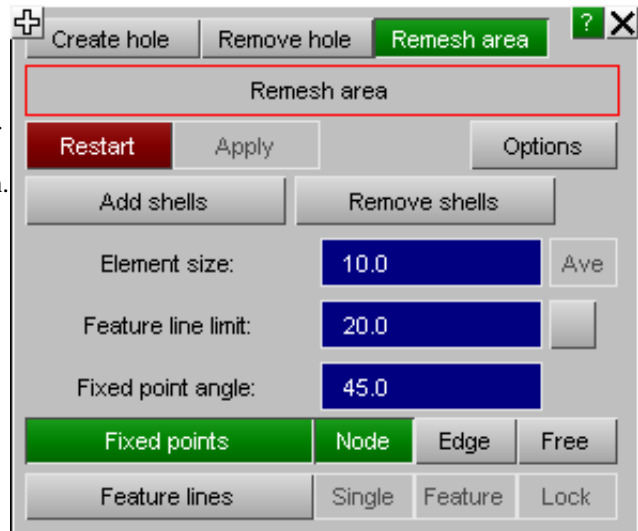 ?
Create hole Remove hole Remesh area
Remesh area
Restart Apply Options
Add shells Remove shells
Element size: 10.0 Ave
Feature line limit: 20.0
Fixed point angle: 45.0
Fixed points Node Edge Free
Feature lines Single Feature Lock